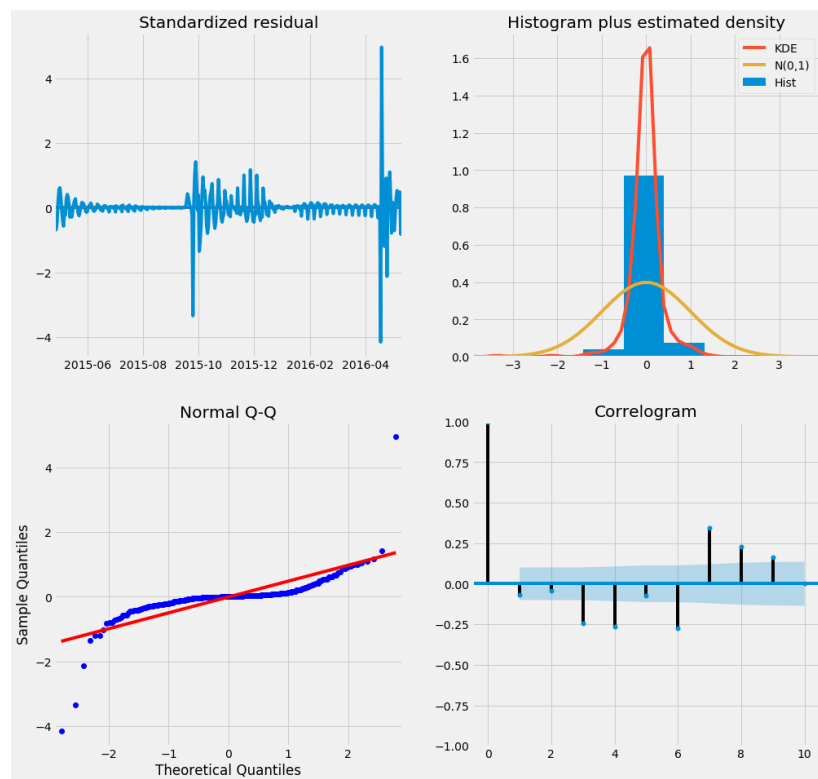 Standardized residual
4
2
0
−2
−4
2015-06 2015-08 2015-10 2015-12 2016-02 2016-04
Histogram plus estimated density
KDE
N(0,1)
Hist
1.6
1.4
1.2
1.0
0.8
0.6
0.4
0.2
0.0
−3 −2 −1 0 1 2 3
Normal Q-Q
Sample Quantiles
4
2
0
−2
−4
−2 −1 0 1 2
Theoretical Quantiles
Correlogram
1.00
0.75
0.50
0.25
0.00
−0.25
−0.50
−0.75
−1.00
0 2 4 6 8 10